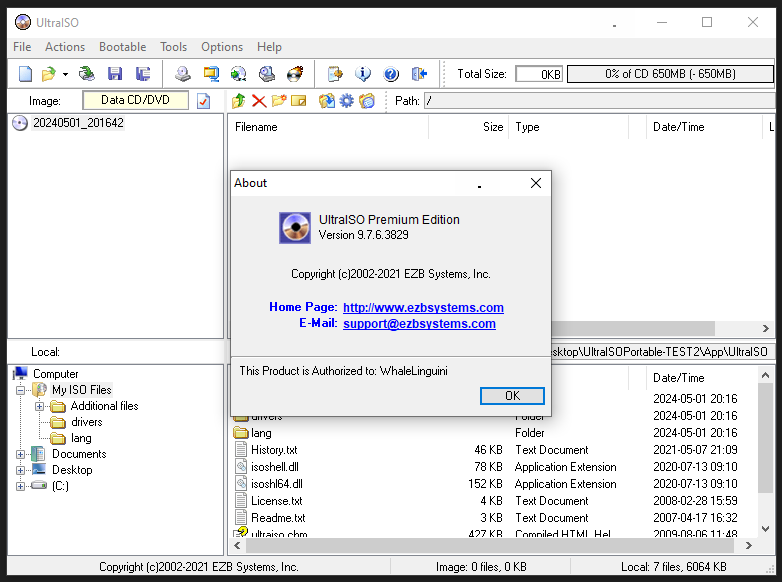 UltraISO
File Actions Bootable Tools Options Help
Total Size: 0KB 0% of CD 650MB (- 650MB)
Image: Data CD/DVD Path: /
20240501_201642
Filename Size Type Date/Time L
About
UltraISO Premium Edition
Version 9.7.6.3829
Copyright (c)2002-2021 EZB Systems, Inc.
Home Page: http://www.ezbsystems.com
E-Mail: support@ezbsystems.com
This Product is Authorized to: WhaleLinguini
OK
Local: esktop\UltraISOPortable-TEST2\App\UltraISO
Computer
My ISO Files
Additional files
drivers
lang
Documents
Desktop
(C:)
Date/Time
2024-05-01 20:16
drivers Folder 2024-05-01 20:16
lang Folder 2024-05-01 20:16
History.txt 46 KB Text Document 2021-05-07 21:09
isoshell.dll 78 KB Application Extension 2020-07-13 09:10
isoshl64.dll 152 KB Application Extension 2020-07-13 09:10
License.txt 4 KB Text Document 2008-02-28 15:59
Readme.txt 3 KB Text Document 2007-04-17 16:32
ultraiso.chm 427 KB Compiled HTML Hel 2009-08-06 11:48
Copyright (c)2002-2021 EZB Systems, Inc. Image: 0 files, 0 KB Local: 7 files, 6064 KB